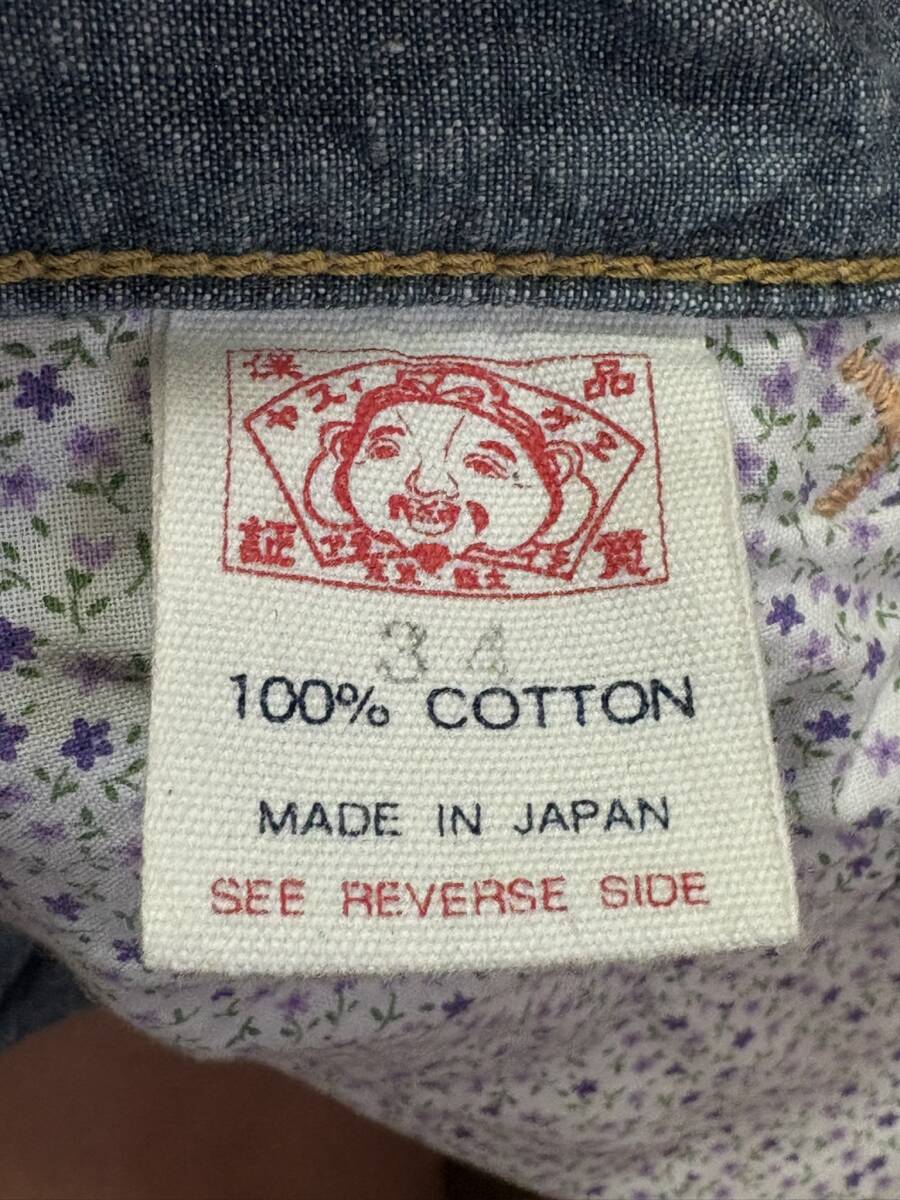 保 品
証 質
34
100% COTTON
MADE IN JAPAN
SEE REVERSE SIDE